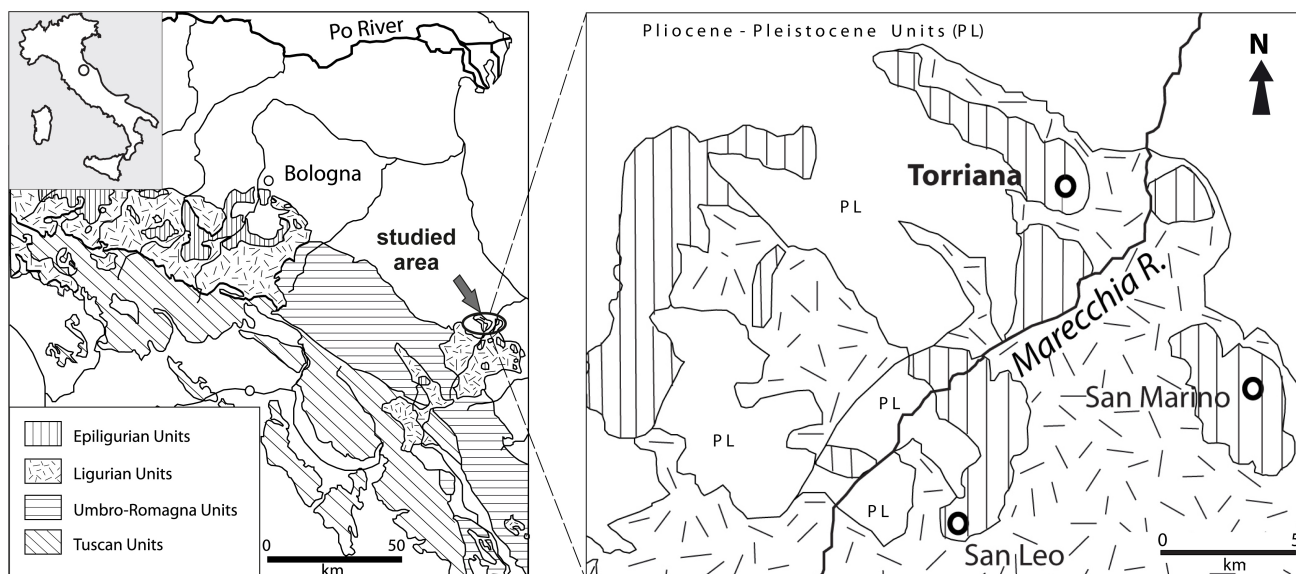 Po River
Bologna
studied
area
Epiligurian Units
Ligurian Units
Umbro-Romagna Units
Tuscan Units
0 50
km
Pliocene - Pleistocene Units (PL)
N
Torriana
PL
Marecchia R.
San Marino
PL
PL
PL
San Leo
0 5
km